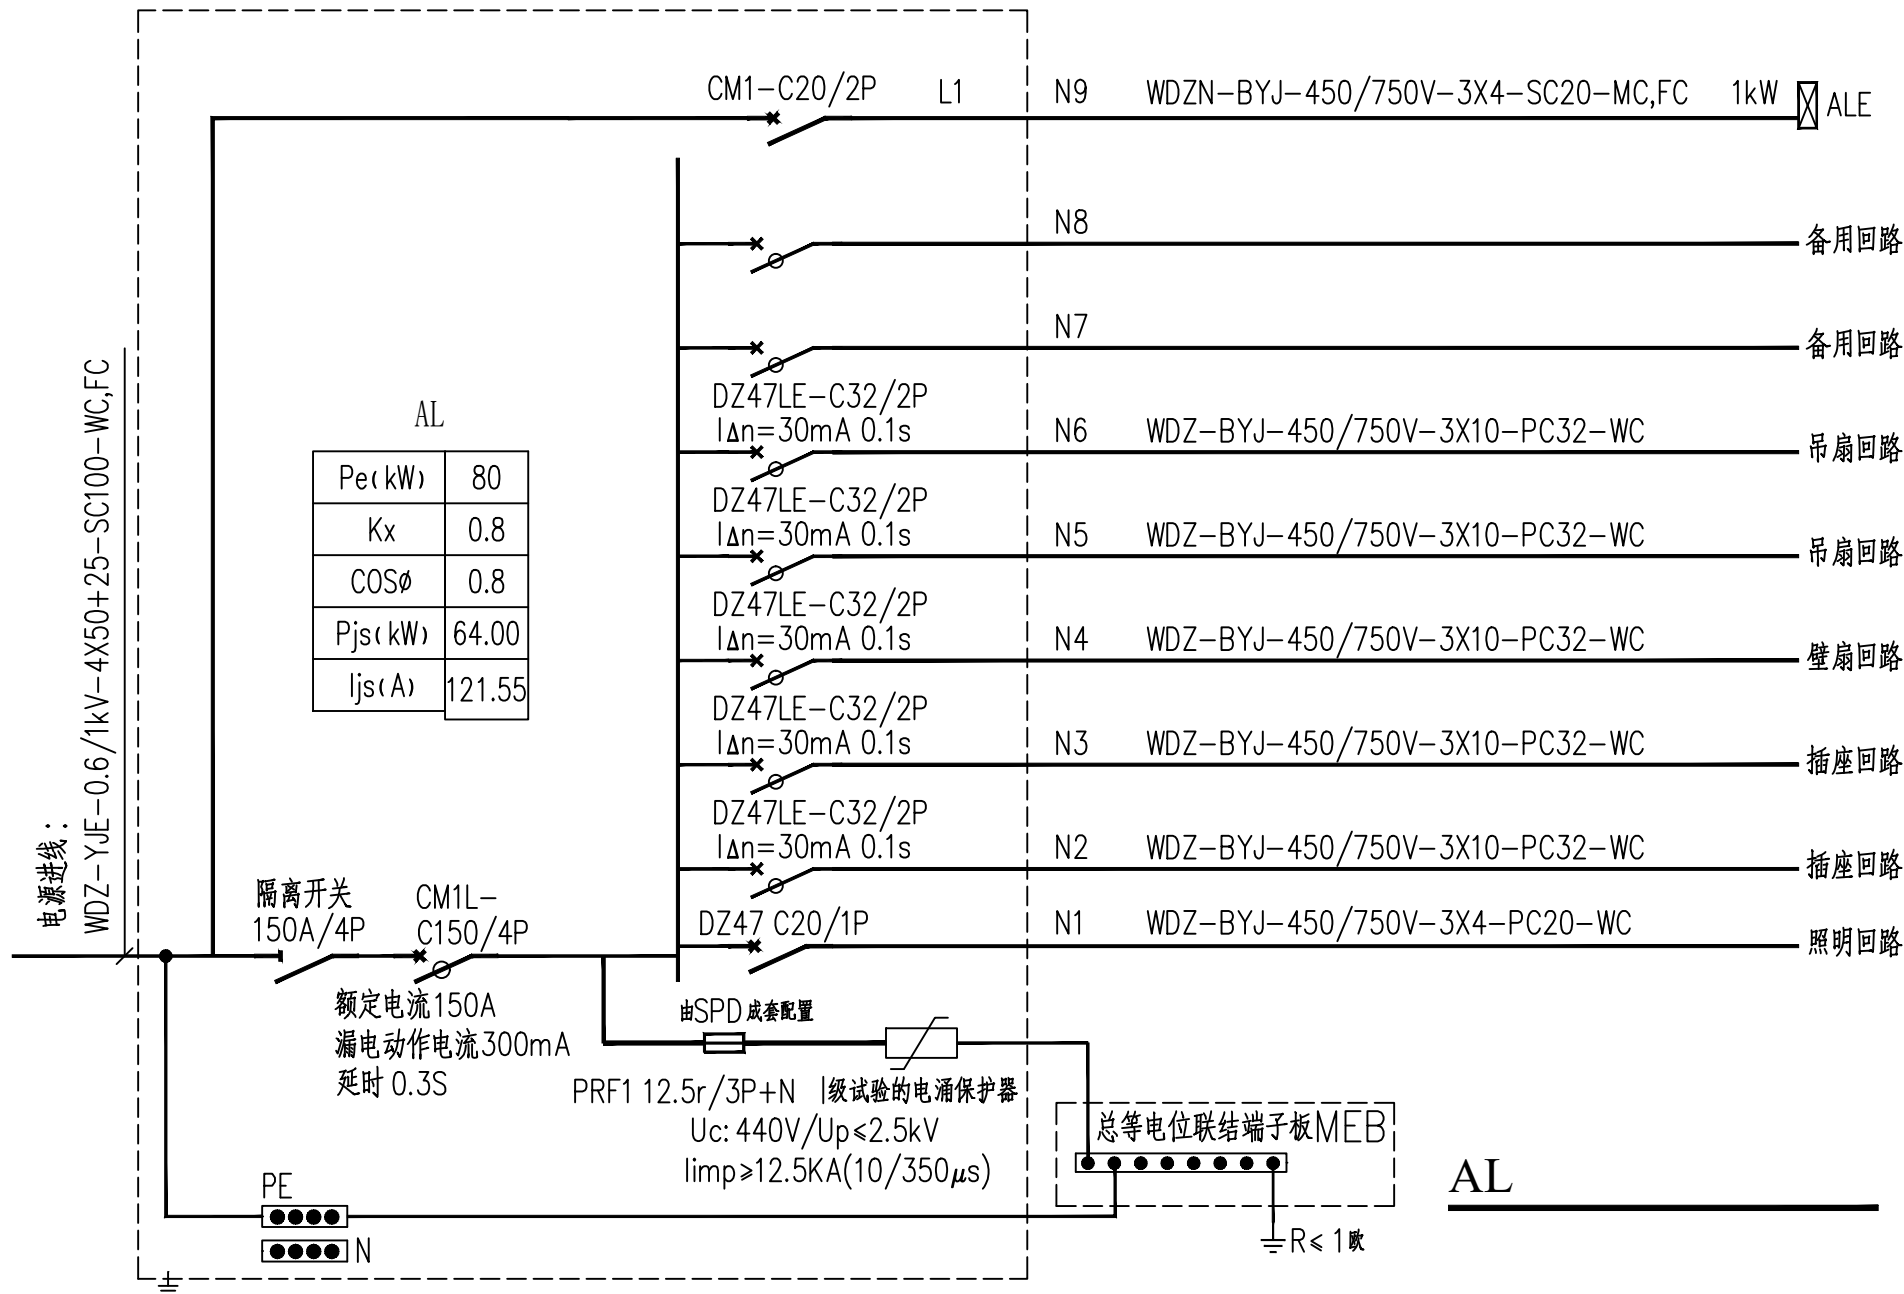 CM1-C20/2P L1 N9 WDZN-BYJ-450/750V-3X4-SC20-MC,FC 1kW ALE
N8 备用回路
N7 备用回路
DZ47LE-C32/2P
IΔn=30mA 0.1s N6 WDZ-BYJ-450/750V-3X10-PC32-WC 吊扇回路
DZ47LE-C32/2P
IΔn=30mA 0.1s N5 WDZ-BYJ-450/750V-3X10-PC32-WC 吊扇回路
DZ47LE-C32/2P
IΔn=30mA 0.1s N4 WDZ-BYJ-450/750V-3X10-PC32-WC 壁扇回路
DZ47LE-C32/2P
IΔn=30mA 0.1s N3 WDZ-BYJ-450/750V-3X10-PC32-WC 插座回路
DZ47LE-C32/2P
IΔn=30mA 0.1s N2 WDZ-BYJ-450/750V-3X10-PC32-WC 插座回路
DZ47 C20/1P N1 WDZ-BYJ-450/750V-3X4-PC20-WC 照明回路
AL
Pe(kW) 80
Kx 0.8
COSø 0.8
Pjs(kW) 64.00
Ijs(A) 121.55
电源进线：
WDZ-YJE-0.6/1kV-4X50+25-SC100-WC,FC
隔离开关
150A/4P
CM1L-
C150/4P
额定电流150A
漏电动作电流300mA
延时 0.3S
由SPD成套配置
PRF1 12.5r/3P+N I级试验的电涌保护器
Uc: 440V/Up≤2.5kV
Iimp≥12.5KA(10/350μs)
总等电位联结端子板MEB
PE
N
R≤1欧
AL